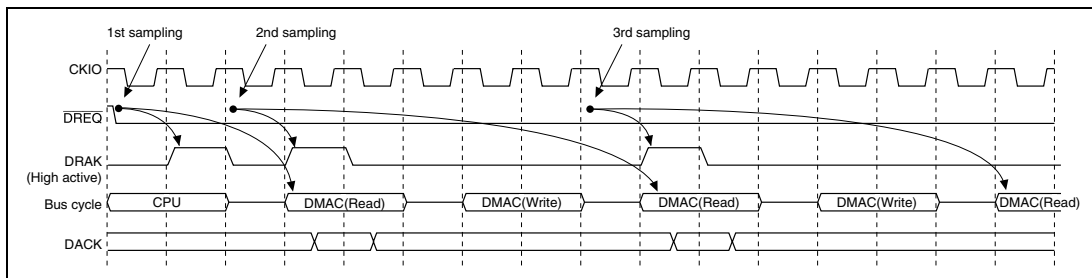 1st sampling 2nd sampling 3rd sampling
CKIO
DREQ
DRAK
(High active)
Bus cycle CPU DMAC(Read) DMAC(Write) DMAC(Read) DMAC(Write) DMAC(Read)
DACK